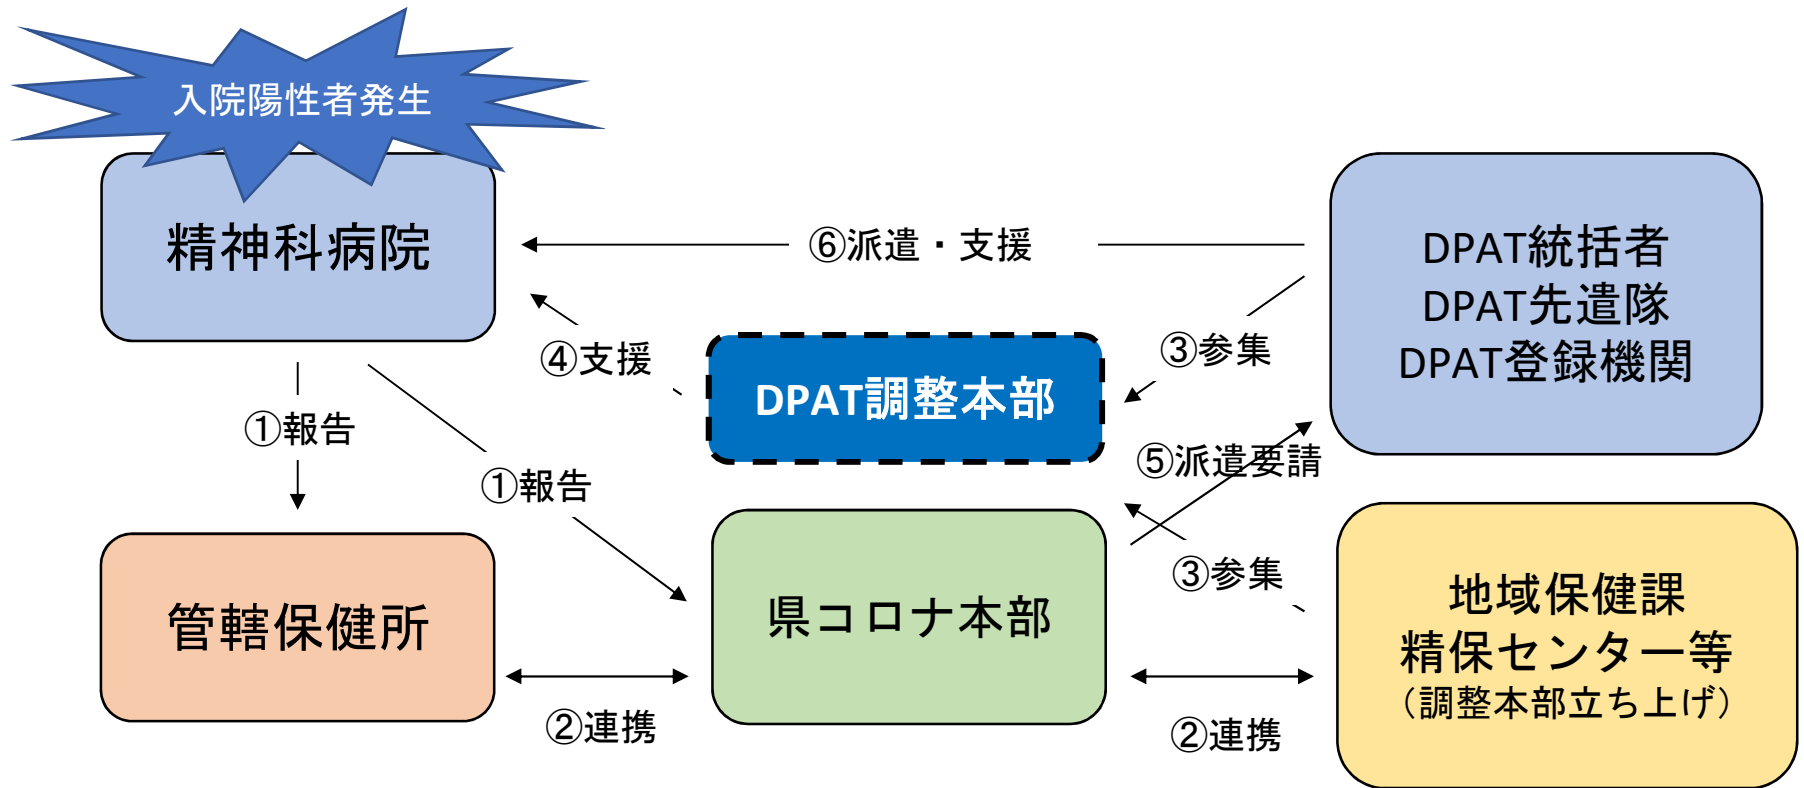 入院陽性者発生
精神科病院
⑥派遣・支援
DPAT統括者
DPAT先遣隊
DPAT登録機関
④支援
DPAT調整本部
③参集
①報告
①報告
⑤派遣要請
③参集
管轄保健所
県コロナ本部
地域保健課
精保センター等
（調整本部立ち上げ）
②連携
②連携